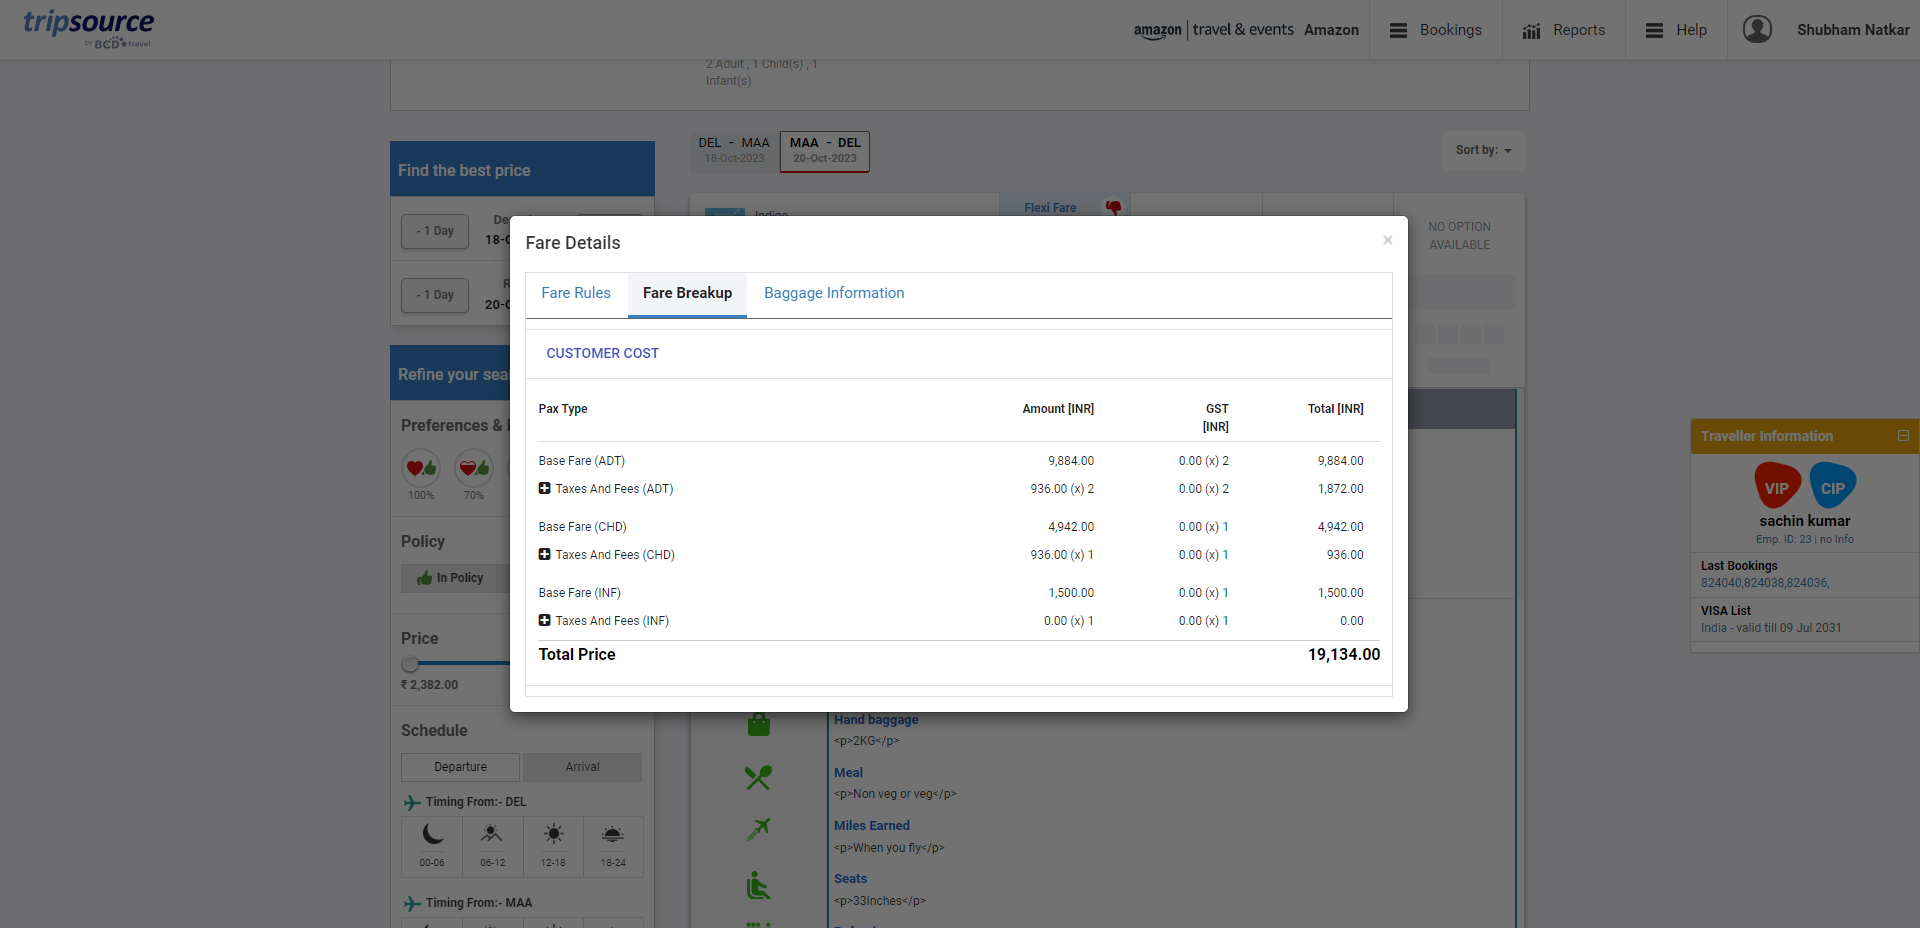 tripsource
by BCD travel
amazon | travel & events Amazon
Bookings
Reports
Help
Shubham Natkar
2 Adult , 1 Child(s) , 1
Infant(s)
DEL - MAA
18-Oct-2023
MAA - DEL
20-Oct-2023
Sort by:
Find the best price
- 1 Day
- 1 Day
Indigo
Flexi Fare
NO OPTION
AVAILABLE
Fare Details
×
Fare Rules
Fare Breakup
Baggage Information
CUSTOMER COST
Pax Type Amount [INR] GST [INR] Total [INR]
Base Fare (ADT) 9,884.00 0.00 (x) 2 9,884.00
Taxes And Fees (ADT) 936.00 (x) 2 0.00 (x) 2 1,872.00
Base Fare (CHD) 4,942.00 0.00 (x) 1 4,942.00
Taxes And Fees (CHD) 936.00 (x) 1 0.00 (x) 1 936.00
Base Fare (INF) 1,500.00 0.00 (x) 1 1,500.00
Taxes And Fees (INF) 0.00 (x) 1 0.00 (x) 1 0.00
Total Price 19,134.00
Refine your
Preferences &
100%
70%
Policy
In Policy
Price
₹ 2,382.00
Schedule
Departure
Arrival
Timing From:- DEL
00-06
06-12
12-18
18-24
Timing From:- MAA
Hand baggage
<p>2KG</p>
Meal
<p>Non veg or veg</p>
Miles Earned
<p>When you fly</p>
Seats
<p>33Inches</p>
Traveller Information
VIP
CIP
sachin kumar
Emp. ID: 23 | no Info
Last Bookings
824040,824038,824036,
VISA List
India - valid till 09 Jul 2031